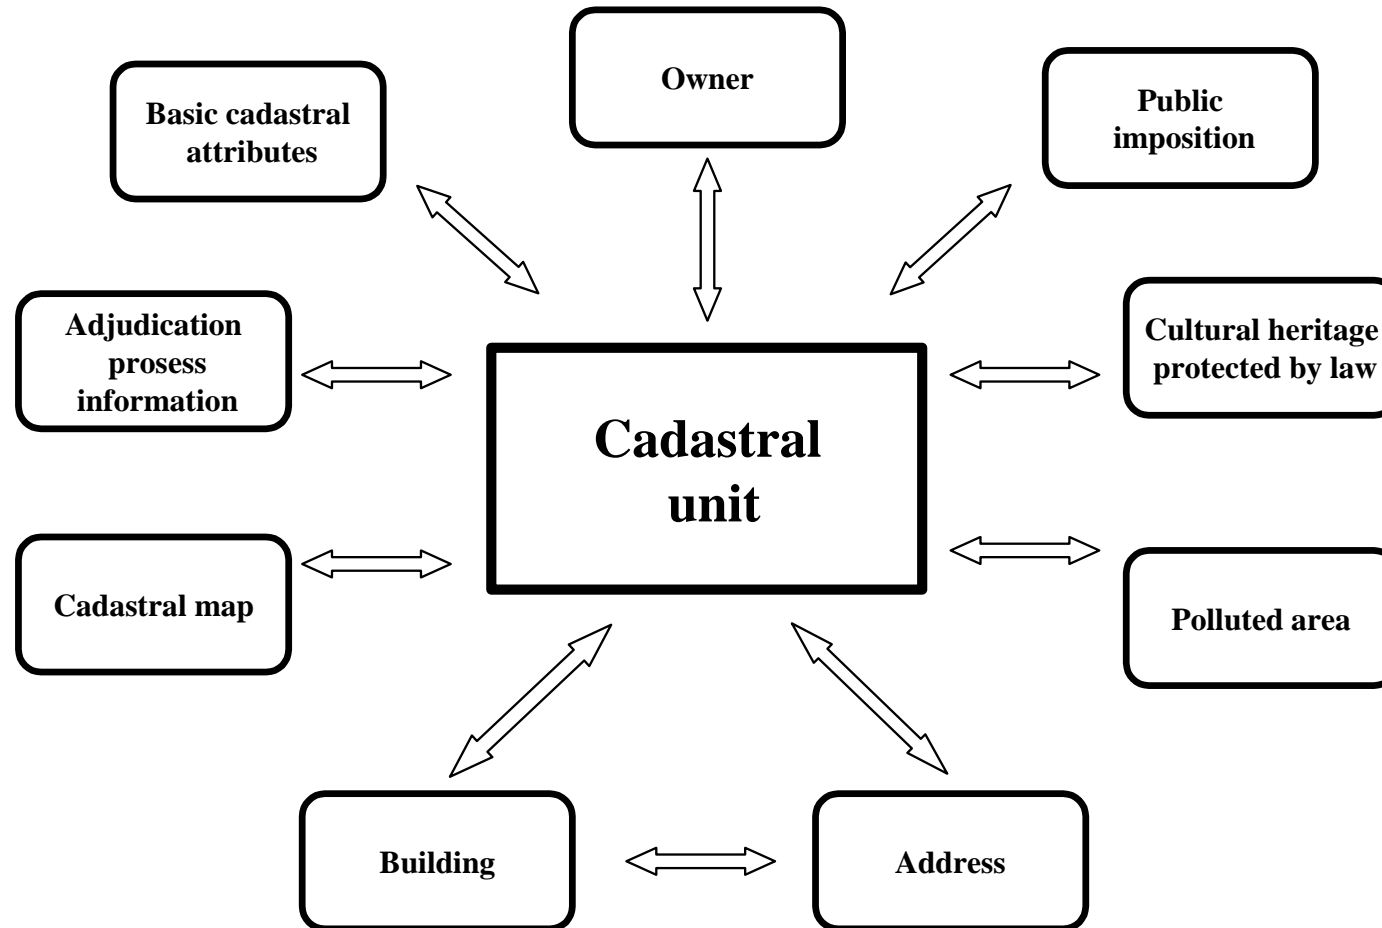 Owner
Basic cadastral
attributes
Public
imposition
Adjudication
prosess
information
Cultural heritage
protected by law
Cadastral
unit
Cadastral map
Polluted area
Building
Address